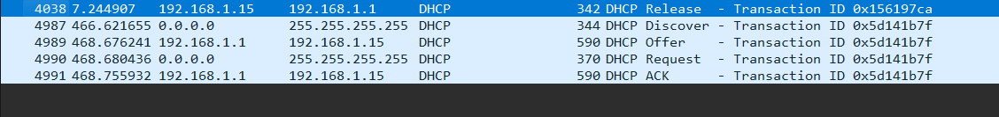 4038 7.244907 192.168.1.15 192.168.1.1 DHCP 342 DHCP Release - Transaction ID 0x156197ca
4987 466.621655 0.0.0.0 255.255.255.255 DHCP 344 DHCP Discover - Transaction ID 0x5d141b7f
4989 468.676241 192.168.1.1 192.168.1.15 DHCP 590 DHCP Offer - Transaction ID 0x5d141b7f
4990 468.680436 0.0.0.0 255.255.255.255 DHCP 370 DHCP Request - Transaction ID 0x5d141b7f
4991 468.755932 192.168.1.1 192.168.1.15 DHCP 590 DHCP ACK - Transaction ID 0x5d141b7f